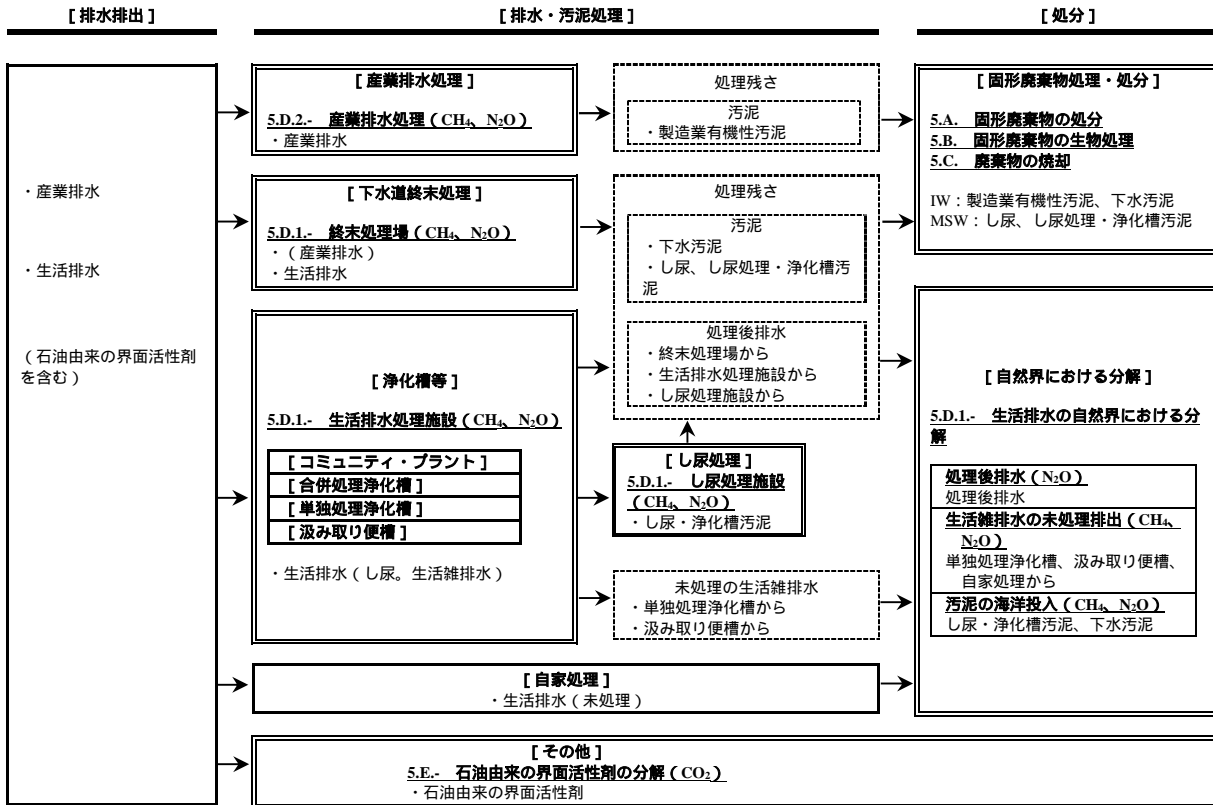 [ 排水排出 ]
[ 排水・汚泥処理 ]
[ 処分 ]
・産業排水
・生活排水
(石油由来の界面活性剤
を含む)
[ 産業排水処理 ]
5.D.2.- 産業排水処理(CH4、N2O)
・産業排水
[ 下水道終末処理 ]
5.D.1.- 終末処理場(CH4、N2O)
・(産業排水)
・生活排水
[ 浄化槽等 ]
5.D.1.- 生活排水処理施設(CH4、N2O)
[ コミュニティ・プラント ]
[ 合併処理浄化槽 ]
[ 単独処理浄化槽 ]
[ 汲み取り便槽 ]
・生活排水(し尿。生活雑排水)
処理残さ
汚泥
・製造業有機性汚泥
処理残さ
汚泥
・下水汚泥
・し尿、し尿処理・浄化槽汚
泥
処理後排水
・終末処理場から
・生活排水処理施設から
・し尿処理施設から
[ し尿処理 ]
5.D.1.- し尿処理施設
(CH4、N2O)
・し尿・浄化槽汚泥
未処理の生活雑排水
・単独処理浄化槽から
・汲み取り便槽から
[ 自家処理 ]
・生活排水(未処理)
[ その他 ]
5.E.- 石油由来の界面活性剤の分解(CO2)
・石油由来の界面活性剤
[ 固形廃棄物処理・処分 ]
5.A. 固形廃棄物の処分
5.B. 固形廃棄物の生物処理
5.C. 廃棄物の焼却
IW:製造業有機性汚泥、下水汚泥
MSW:し尿、し尿処理・浄化槽汚泥
[ 自然界における分解 ]
5.D.1.- 生活排水の自然界における分
解
処理後排水(N2O)
処理後排水
生活雑排水の未処理排出(CH4、
N2O)
単独処理浄化槽、汲み取り便槽、
自家処理から
汚泥の海洋投入(CH4、N2O)
し尿・浄化槽汚泥、下水汚泥